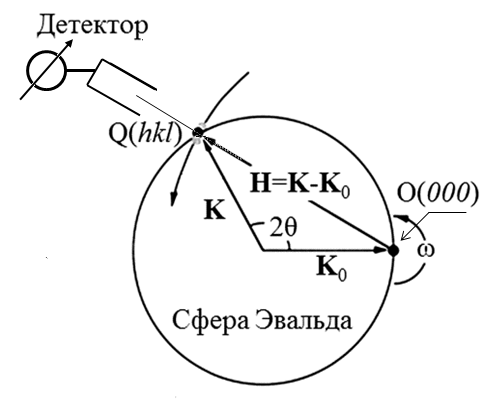 Детектор
Q(hkl)
H=K-K₀
O(000)
K
2θ
K₀
ω
Сфера Эвальда